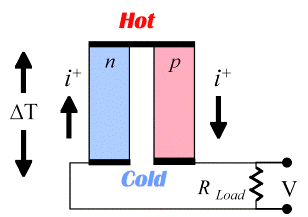 Hot
n p
i+ i+
ΔT
Cold
R Load V